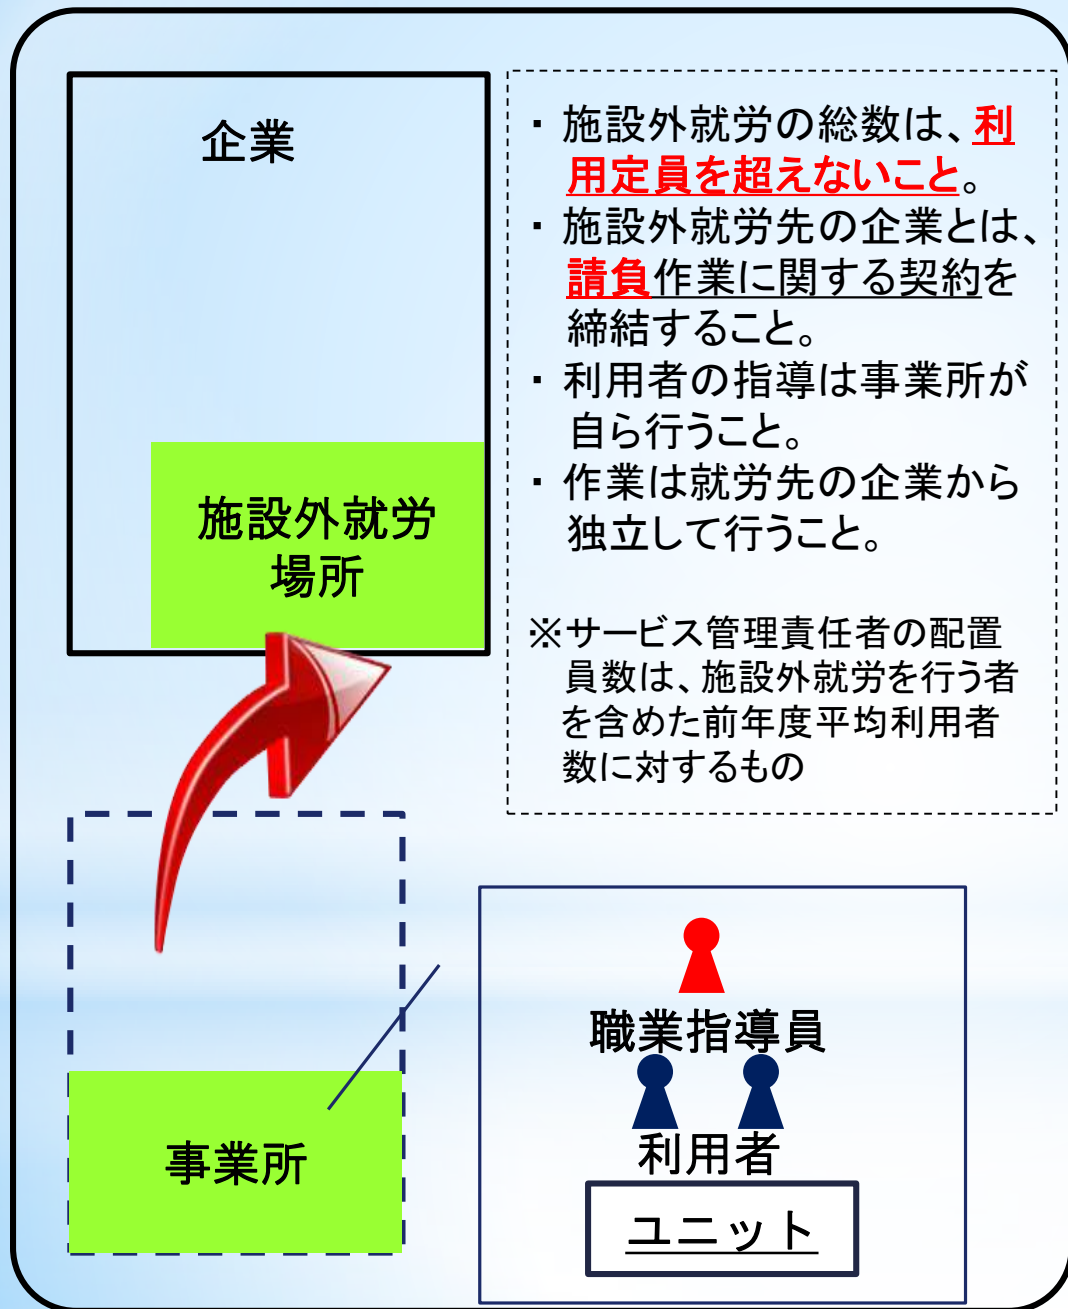 企業
施設外就労
場所
・ 施設外就労の総数は、利
用定員を超えないこと。
・ 施設外就労先の企業とは、
請負作業に関する契約を
締結すること。
・ 利用者の指導は事業所が
自ら行うこと。
・ 作業は就労先の企業から
独立して行うこと。
※サービス管理責任者の配置
員数は、施設外就労を行う者
を含めた前年度平均利用者
数に対するもの
事業所
職業指導員
利用者
ユニット